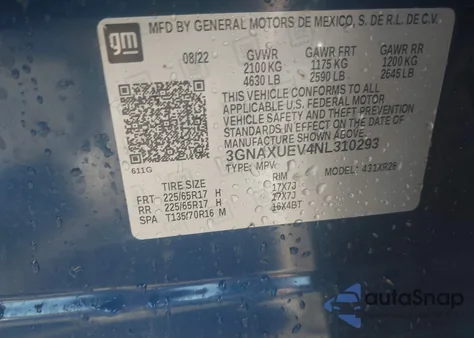 MFD BY GENERAL MOTORS DE MEXICO, S. DE R.L. DE C.V.
gm
08/22 GVWR GAWR FRT GAWR RR
2100 KG 1175 KG 1200 KG
4630 LB 2590 LB 2645 LB
THIS VEHICLE CONFORMS TO ALL
APPLICABLE U.S. FEDERAL MOTOR
VEHICLE SAFETY AND THEFT PREVENTION
STANDARDS IN EFFECT ON THE DATE OF
MANUFACTURE SHOWN ABOVE.
3GNAXUEV4NL310293
TYPE: MPV MODEL: 431XR26
611G
TIRE SIZE RIM
FRT 225/65R17 H 17X7J
RR 225/65R17 H 17X7J
SPA T135/70R16 M 16X4BT
autoSnap